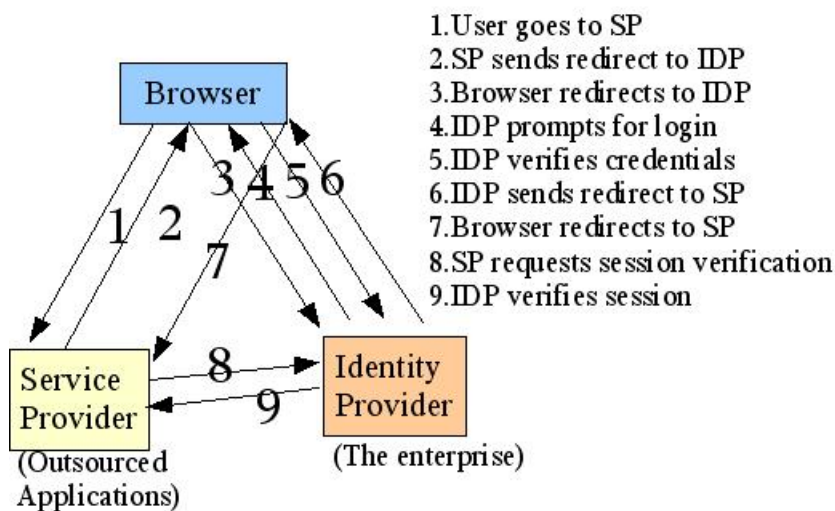 1.User goes to SP
2.SP sends redirect to IDP
3.Browser redirects to IDP
4.IDP prompts for login
5.IDP verifies credentials
6.IDP sends redirect to SP
7.Browser redirects to SP
8.SP requests session verification
9.IDP verifies session
Browser
1
2
3
4
5
6
7
8
9
Service
Provider
(Outsourced
Applications)
Identity
Provider
(The enterprise)